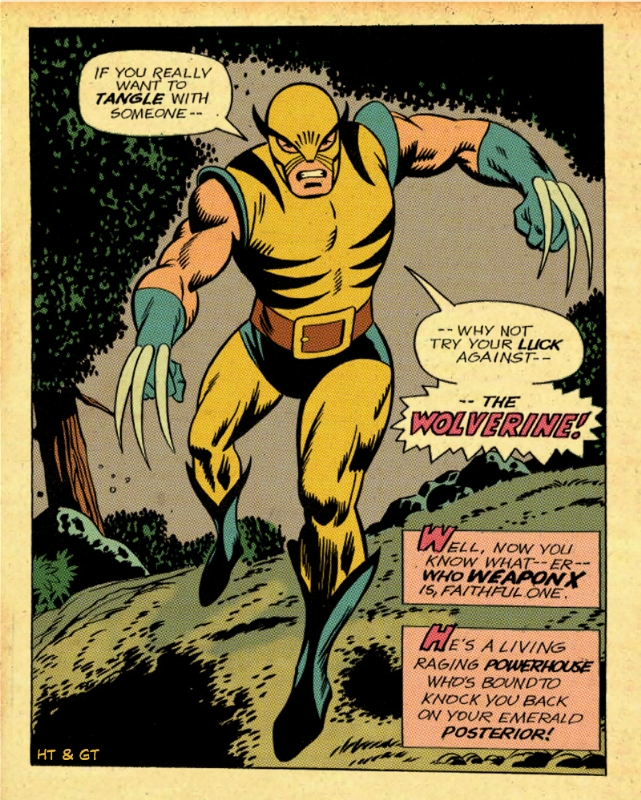 IF YOU REALLY
WANT TO
TANGLE WITH
SOMEONE--
--WHY NOT
TRY YOUR LUCK
AGAINST--
-- THE
WOLVERINE!
WELL, NOW YOU
KNOW WHAT--ER--
WHO WEAPON X
IS, FAITHFUL ONE.
HE'S A LIVING
RAGING POWERHOUSE
WHO'S BOUND TO
KNOCK YOU BACK
ON YOUR EMERALD
POSTERIOR!
HT & GT